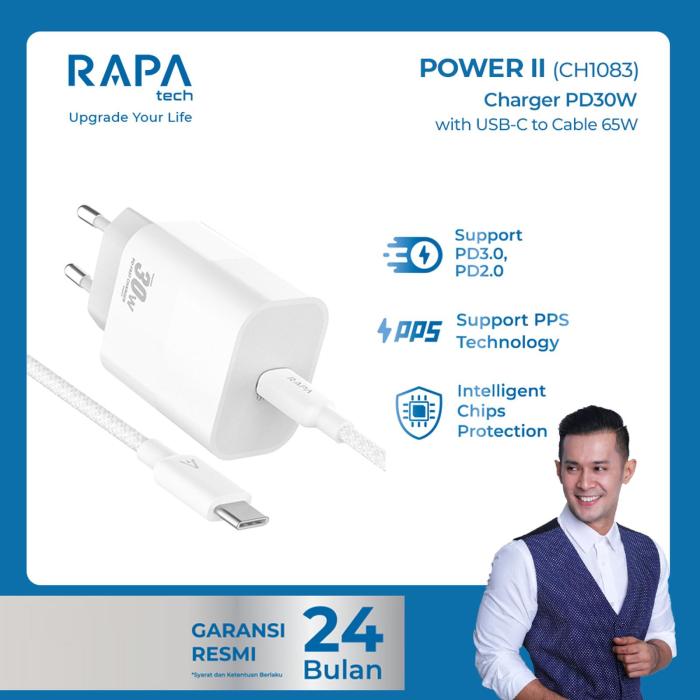 RAPA
tech
Upgrade Your Life
POWER II (CH1083)
Charger PD30W
with USB-C to Cable 65W
Support
PD3.0,
PD2.0
PPS
Support PPS
Technology
Intelligent
Chips
Protection
30W
RAPA
GARANSI
RESMI
*Syarat dan Ketentuan Berlaku
24
Bulan